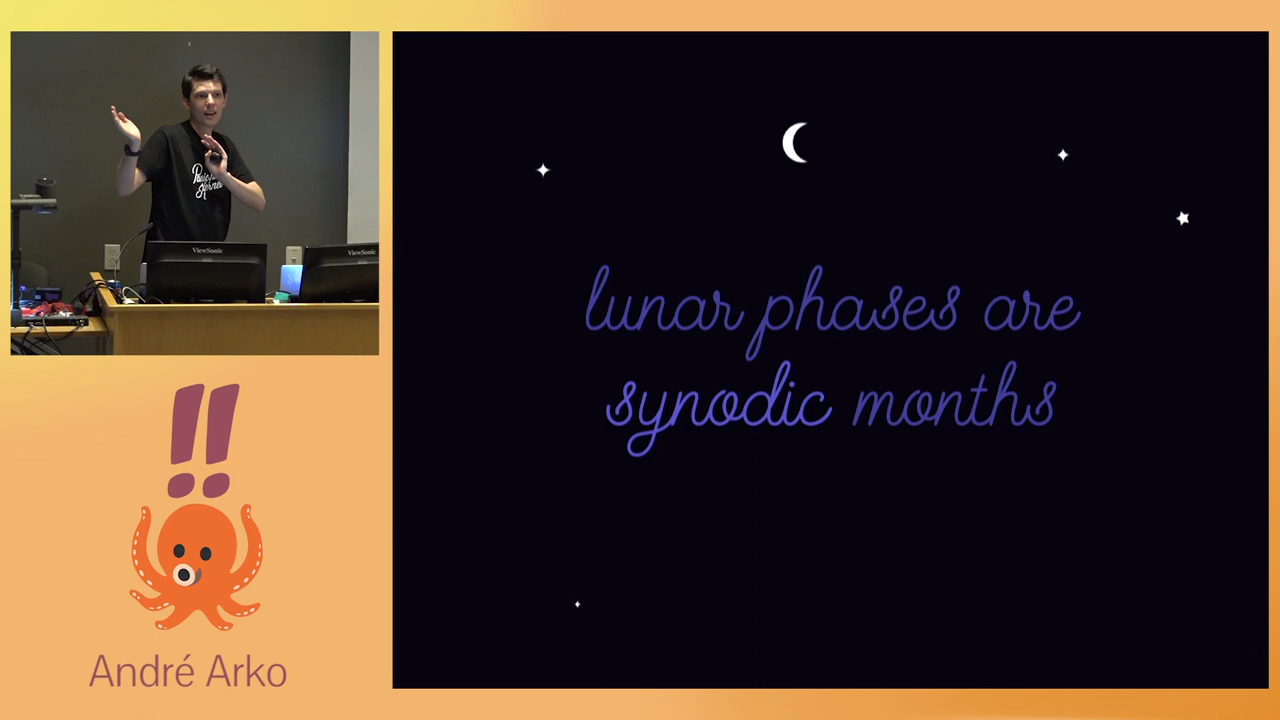 ViewSonic
ViewSonic
lunar phases are
synodic months
!!
André Arko